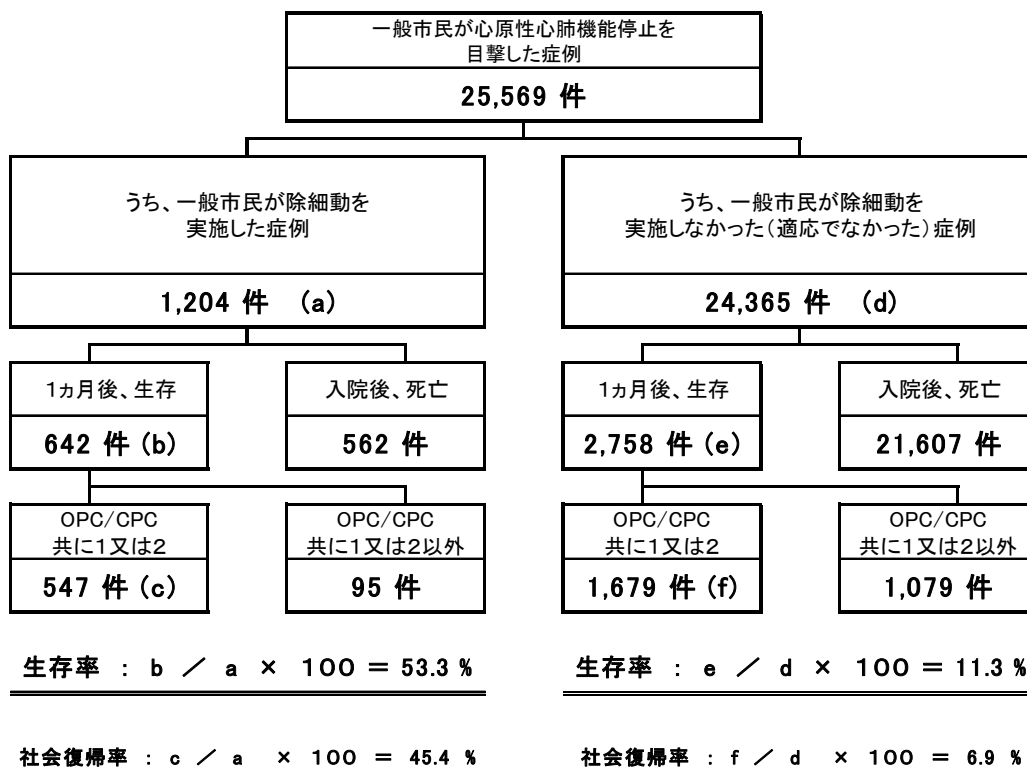 一般市民が心原性心肺機能停止を
目撃した症例
25,569 件
うち、一般市民が除細動を
実施した症例
1,204 件 (a)
うち、一般市民が除細動を
実施しなかった(適応でなかった)症例
24,365 件 (d)
1ヵ月後、生存
642 件 (b)
入院後、死亡
562 件
1ヵ月後、生存
2,758 件 (e)
入院後、死亡
21,607 件
OPC/CPC
共に1又は2
547 件 (c)
OPC/CPC
共に1又は2以外
95 件
OPC/CPC
共に1又は2
1,679 件 (f)
OPC/CPC
共に1又は2以外
1,079 件
生存率 : b / a × 100 = 53.3 %
生存率 : e / d × 100 = 11.3 %
社会復帰率 : c / a × 100 = 45.4 %
社会復帰率 : f / d × 100 = 6.9 %